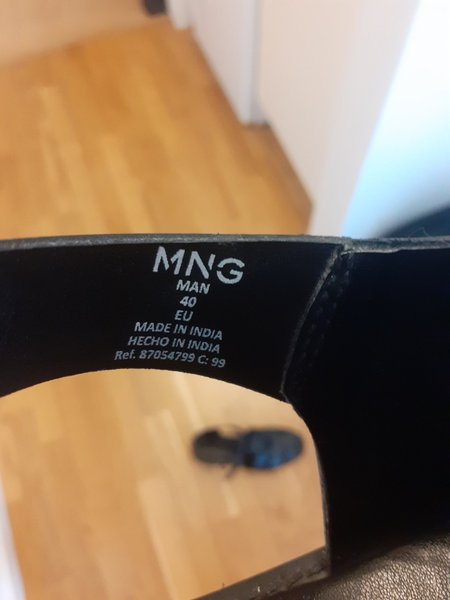 MNG
MAN
40
EU
MADE IN INDIA
HECHO IN INDIA
Ref. 87054799 C: 99